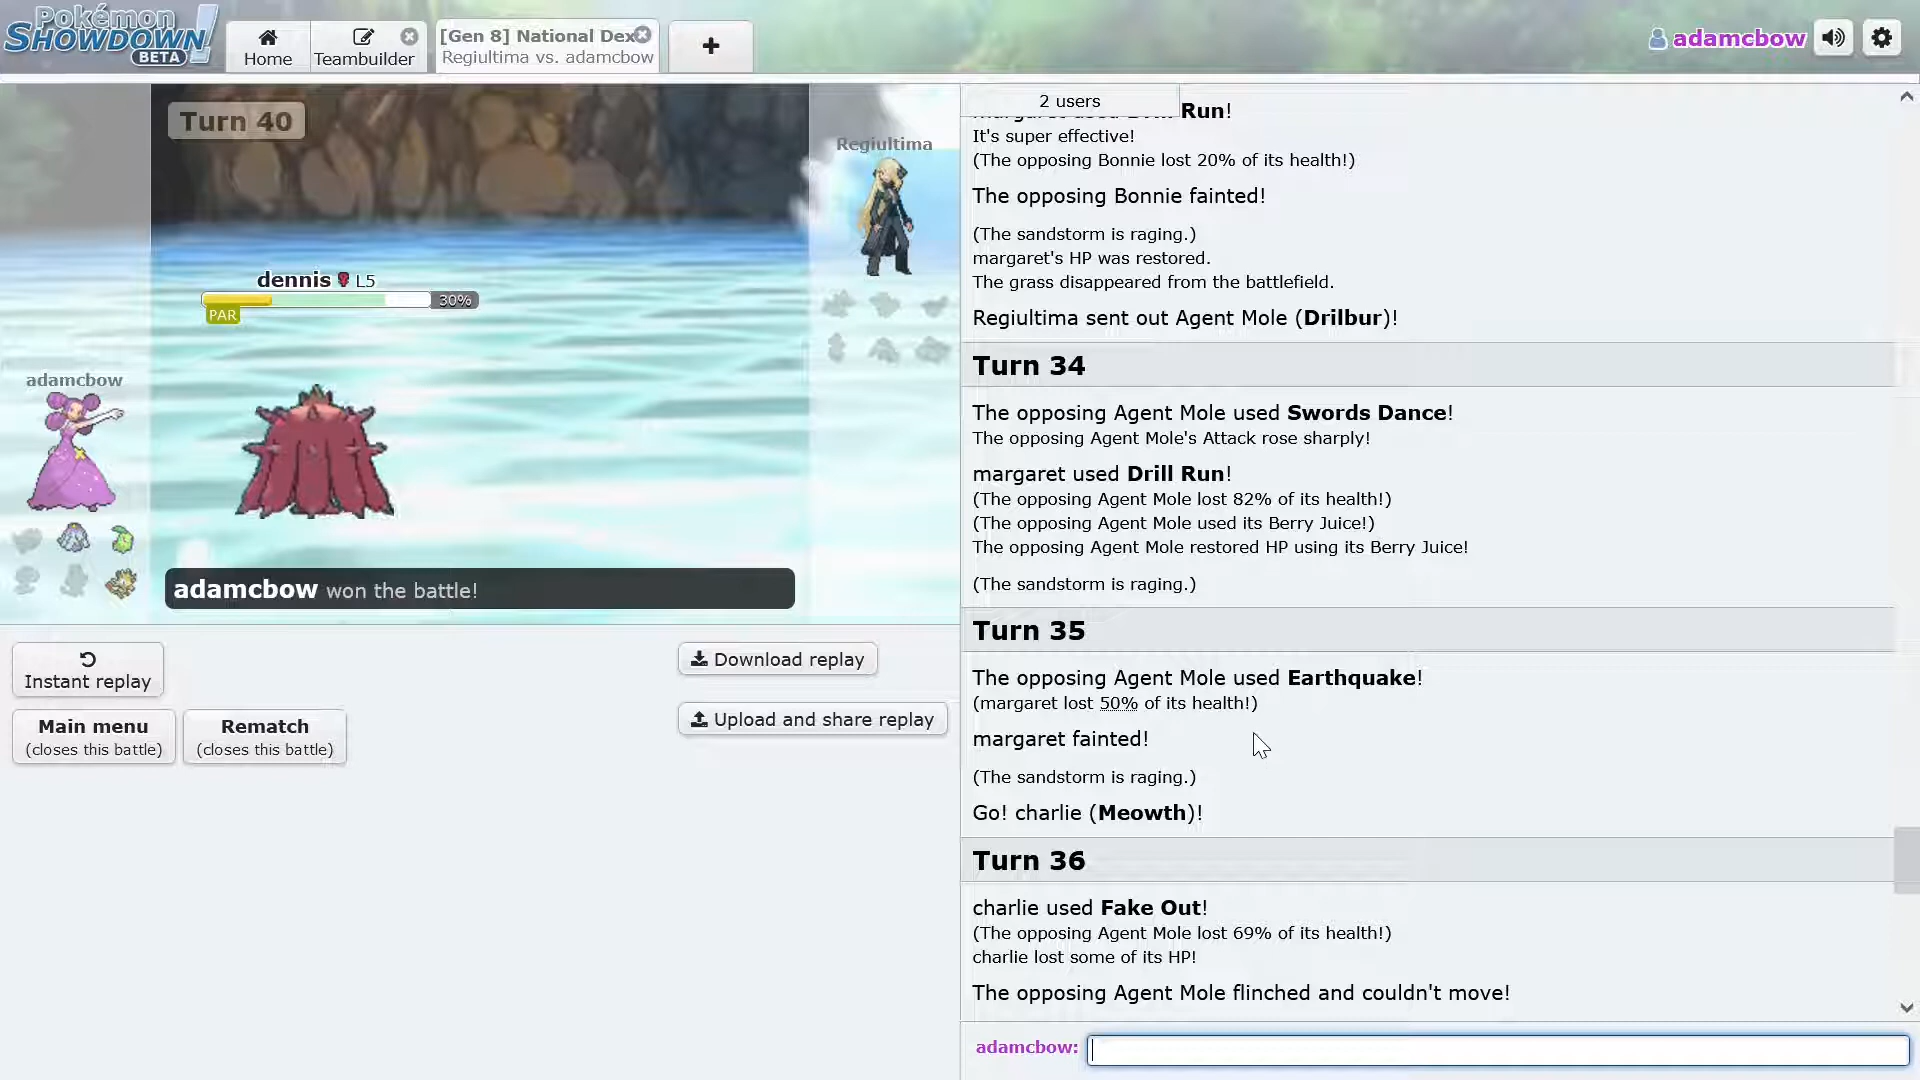 Pokémon
SHOWDOWN!
BETA
Home
Teambuilder
[Gen 8] National Dex
Regiultima vs. adamcbow
+
adamcbow
Turn 40
Regiultima
dennis L5
30%
PAR
adamcbow
adamcbow won the battle!
Instant replay
Download replay
Upload and share replay
Main menu
(closes this battle)
Rematch
(closes this battle)
2 users
Run!
It's super effective!
(The opposing Bonnie lost 20% of its health!)
The opposing Bonnie fainted!
(The sandstorm is raging.)
margaret's HP was restored.
The grass disappeared from the battlefield.
Regiultima sent out Agent Mole (Drilbur)!
Turn 34
The opposing Agent Mole used Swords Dance!
The opposing Agent Mole's Attack rose sharply!
margaret used Drill Run!
(The opposing Agent Mole lost 82% of its health!)
(The opposing Agent Mole used its Berry Juice!)
The opposing Agent Mole restored HP using its Berry Juice!
(The sandstorm is raging.)
Turn 35
The opposing Agent Mole used Earthquake!
(margaret lost 50% of its health!)
margaret fainted!
(The sandstorm is raging.)
Go! charlie (Meowth)!
Turn 36
charlie used Fake Out!
(The opposing Agent Mole lost 69% of its health!)
charlie lost some of its HP!
The opposing Agent Mole flinched and couldn't move!
adamcbow: